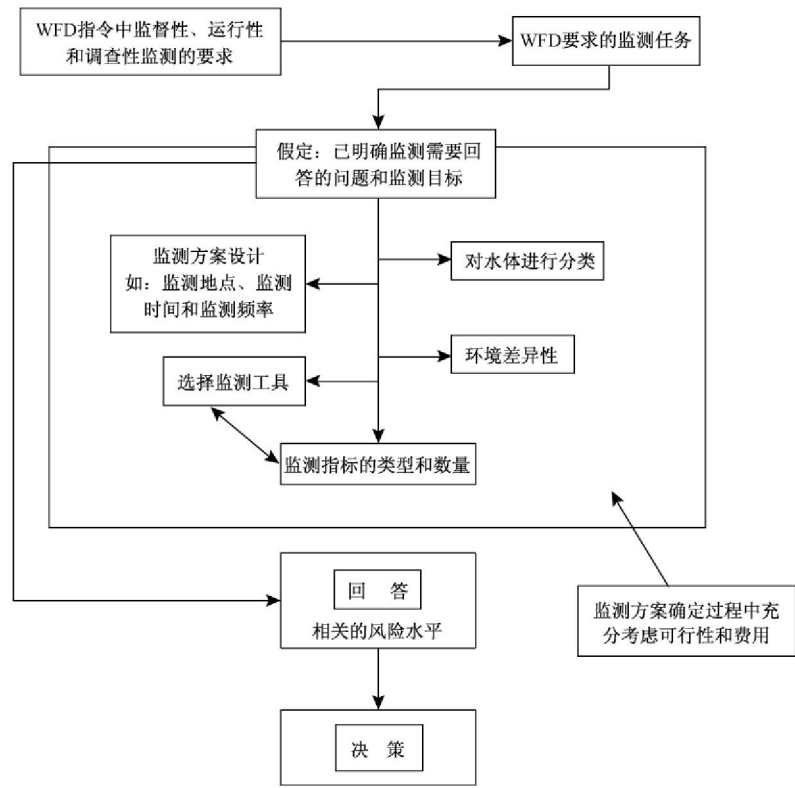 WFD指令中监督性、运行性
和调查性监测的要求
WFD要求的监测任务
假定：已明确监测需要回
答的问题和监测目标
监测方案设计
如：监测地点、监测
时间和监测频率
对水体进行分类
环境差异性
选择监测工具
监测指标的类型和数量
回 答
相关的风险水平
监测方案确定过程中充
分考虑可行性和费用
决 策